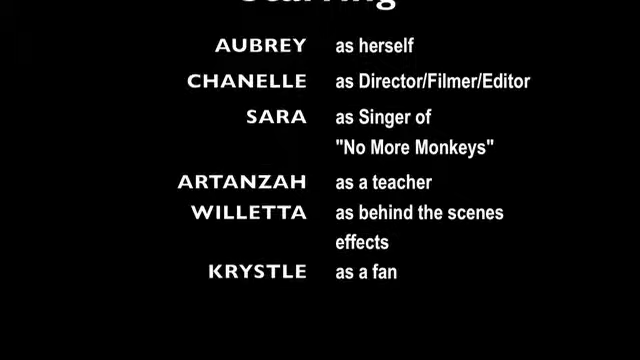 Starring
AUBREY as herself
CHANELLE as Director/Filmer/Editor
SARA as Singer of
"No More Monkeys"
ARTANZAH as a teacher
WILLETTA as behind the scenes
effects
KRYSTLE as a fan